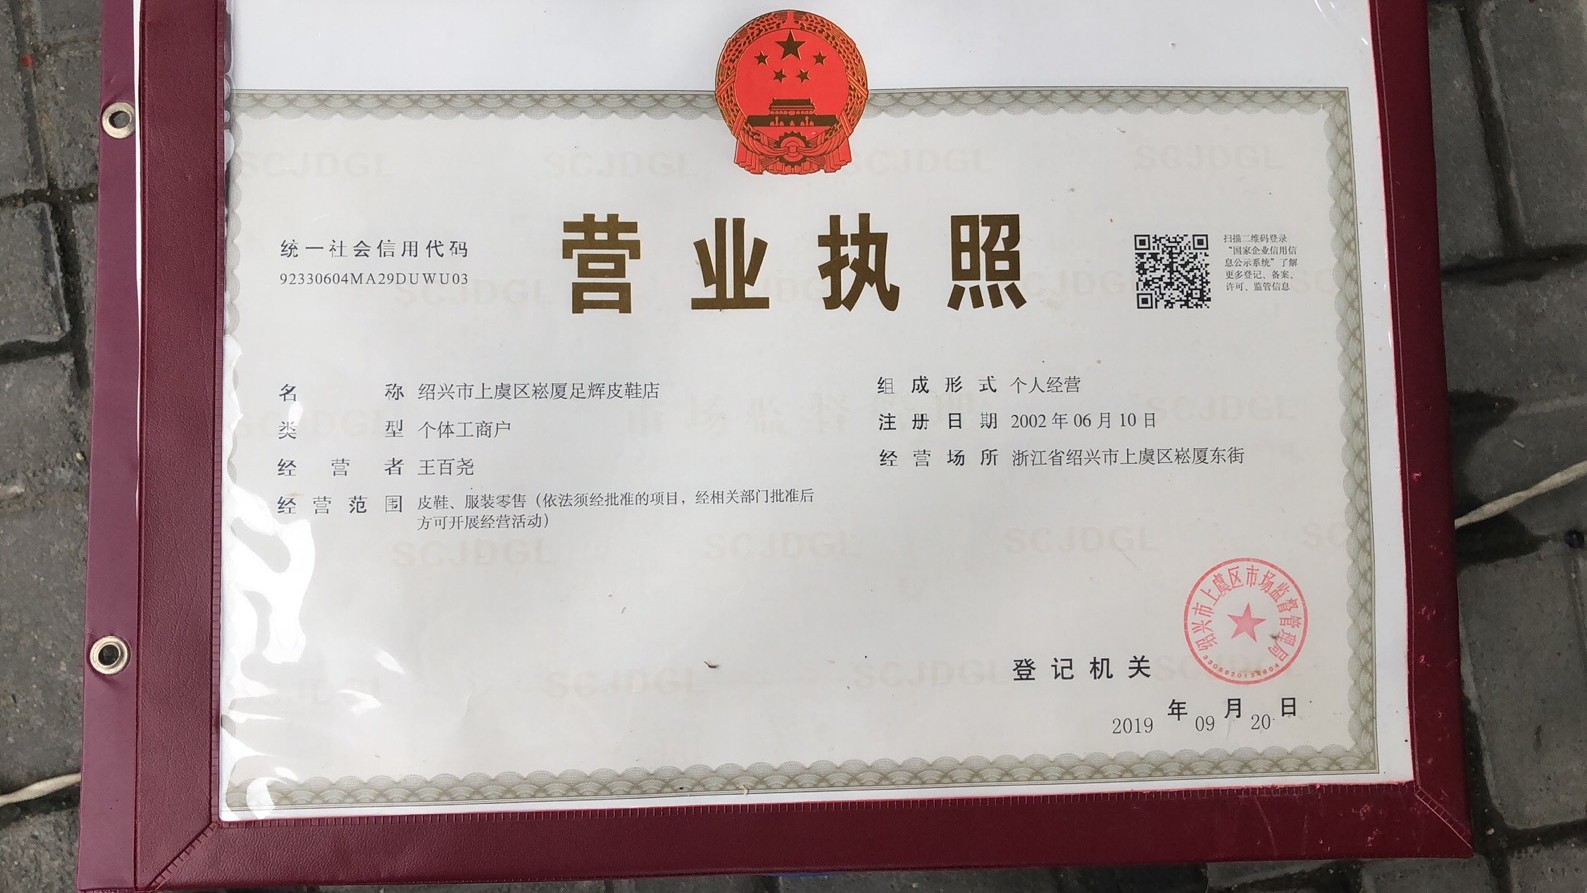 营业执照
统一社会信用代码
92330604MA29DUWU03
扫描二维码登录
“国家企业信用信
息公示系统”了解
更多登记、备案、
许可、监管信息
名称 绍兴市上虞区崧厦足辉皮鞋店
类型 个体工商户
经营者 王百尧
经营范围 皮鞋、服装零售（依法须经批准的项目，经相关部门批准后
方可开展经营活动）
组成形式 个人经营
注册日期 2002 年 06 月 10 日
经营场所 浙江省绍兴市上虞区崧厦东街
绍兴市上虞区市场监督管理局
登记机关
2019 年 09 月 20 日
SCJDGL